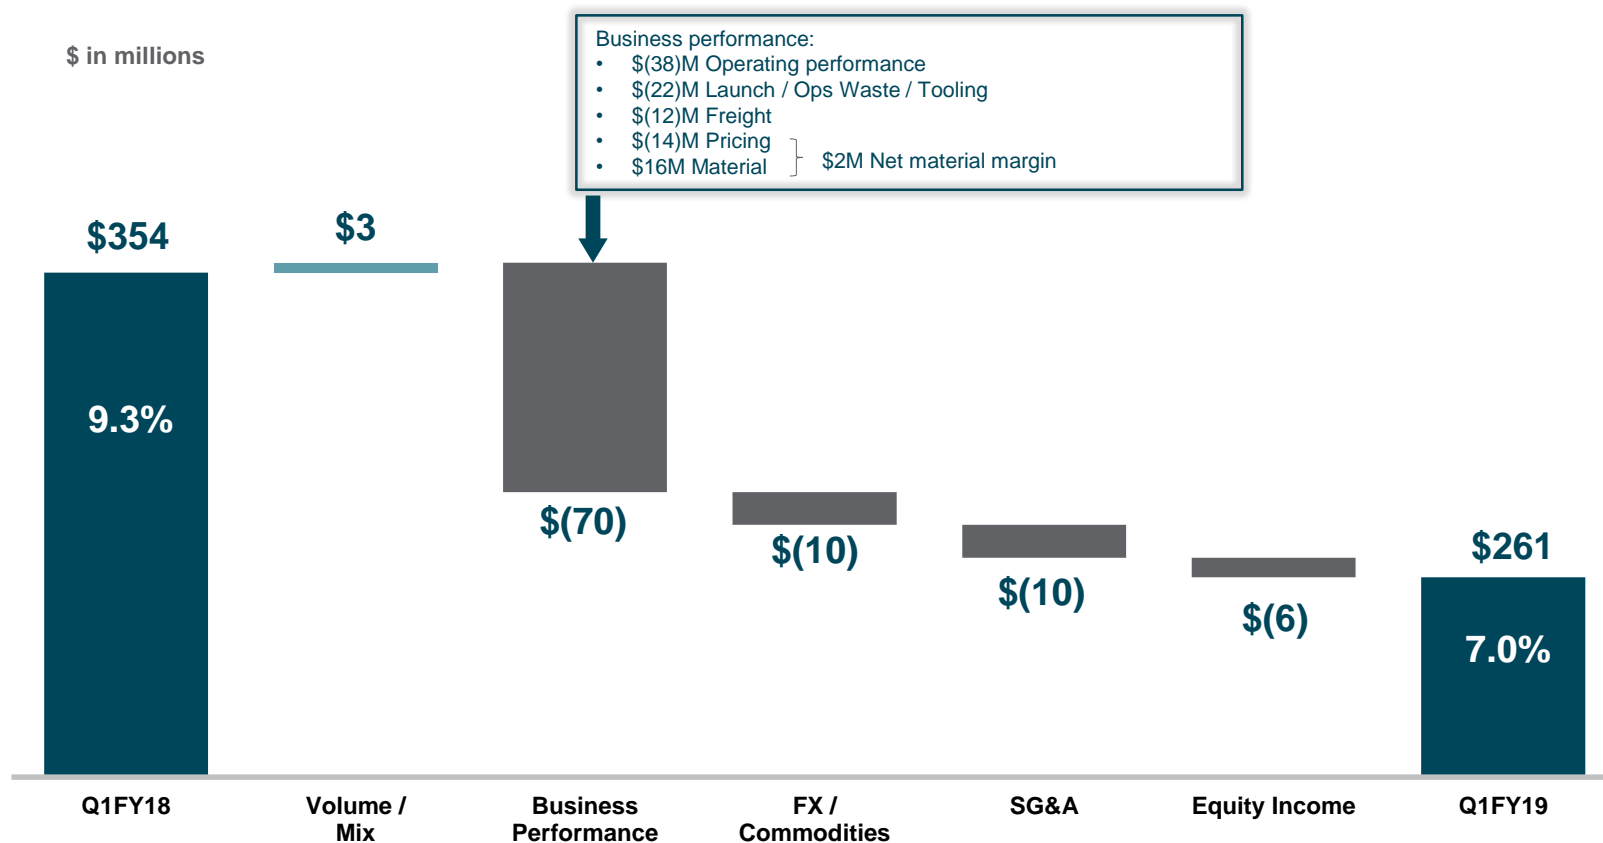 $ in millions
Business performance:
• $(38)M Operating performance
• $(22)M Launch / Ops Waste / Tooling
• $(12)M Freight
• $(14)M Pricing
• $16M Material
$2M Net material margin
$354
$3
9.3%
$(70)
$(10)
$(10)
$(6)
$261
7.0%
Q1FY18
Volume /
Mix
Business
Performance
FX /
Commodities
SG&A
Equity Income
Q1FY19